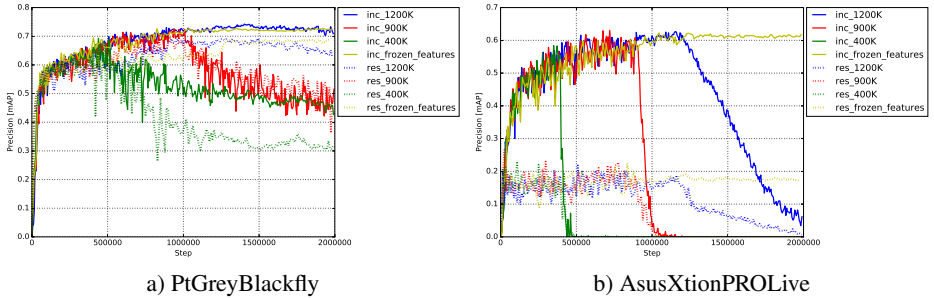 0.8
0.7
0.6
0.5
0.4
0.3
0.2
0.1
0.0
Precision [mAP]
0 500000 1000000 1500000 2000000
Step
inc_1200K
inc_900K
inc_400K
inc_frozen_features
res_1200K
res_900K
res_400K
res_frozen_features
a) PtGreyBlackfly
0.7
0.6
0.5
0.4
0.3
0.2
0.1
0.0
Precision [mAP]
0 500000 1000000 1500000 2000000
Step
inc_1200K
inc_900K
inc_400K
inc_frozen_features
res_1200K
res_900K
res_400K
res_frozen_features
b) AsusXtionPROLive